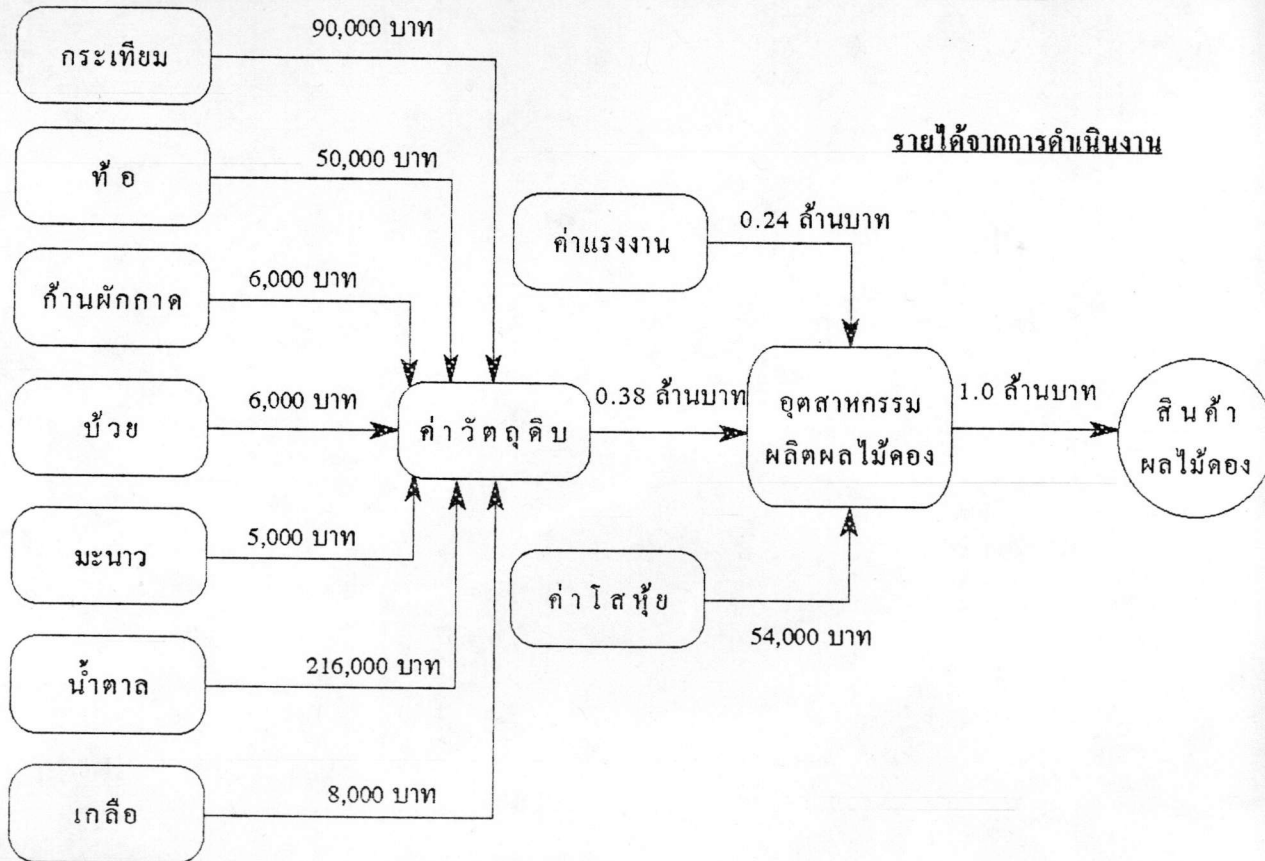 90,000 บาท
กระเทียม
รายได้จากการดำเนินงาน
50,000 บาท
ท้อ
ค่าแรงงาน
0.24 ล้านบาท
ก้านผักกาด
6,000 บาท
บ๊วย
6,000 บาท
ค่าวัตถุดิบ
0.38 ล้านบาท
อุตสาหกรรม
ผลิตผลไม้ดอง
1.0 ล้านบาท
สินค้า
ผลไม้ดอง
มะนาว
5,000 บาท
ค่าโสหุ้ย
54,000 บาท
น้ำตาล
216,000 บาท
เกลือ
8,000 บาท